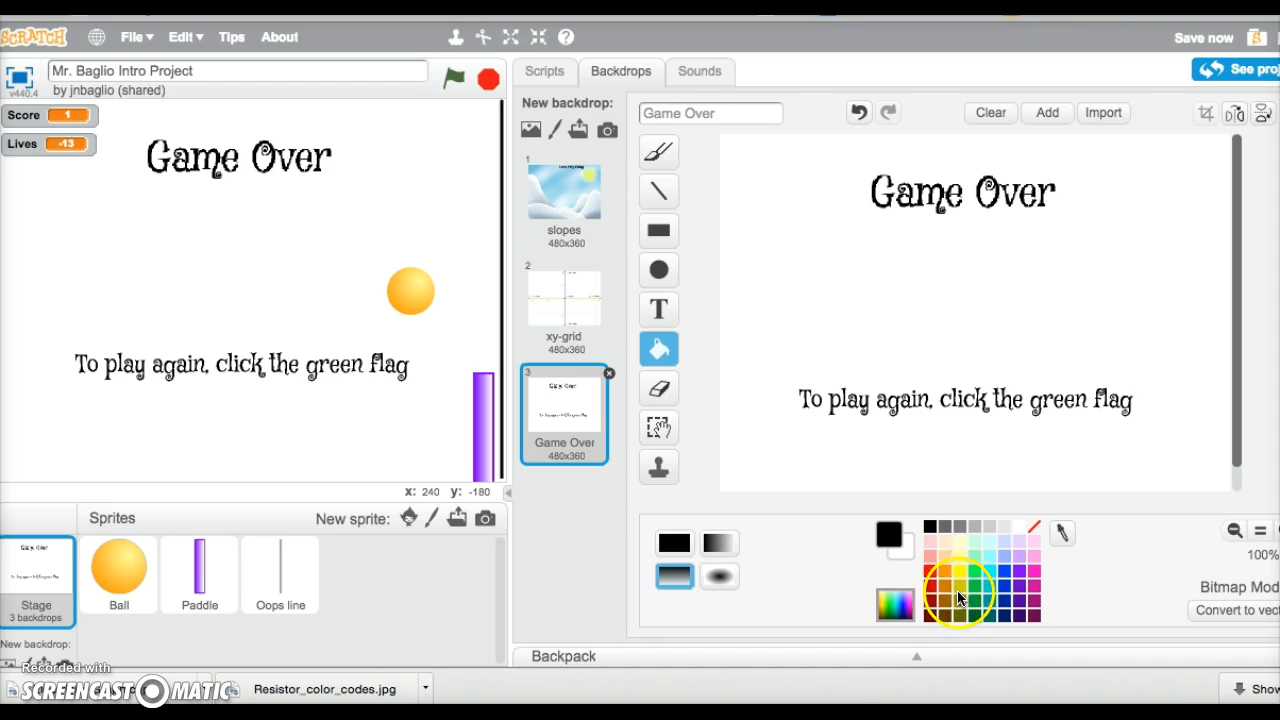 SCRATCH File Edit Tips About Save now
v440.4 Mr. Baglio Intro Project
by jnbaglio (shared)
Scripts Backdrops Sounds See proj
Score 1
Lives -13
Game Over
To play again, click the green flag
x: 240 y: -180
New backdrop:
1
slopes
480x360
2
xy-grid
480x360
3
Game Over
480x360
Game Over Clear Add Import
T
Game Over
To play again, click the green flag
100%
Bitmap Mod
Convert to vect
Sprites New sprite:
Stage
3 backdrops
Ball Paddle Oops line
New backdrop:
Backpack
Recorded with
SCREENCAST MATIC
Resistor_color_codes.jpg
Show